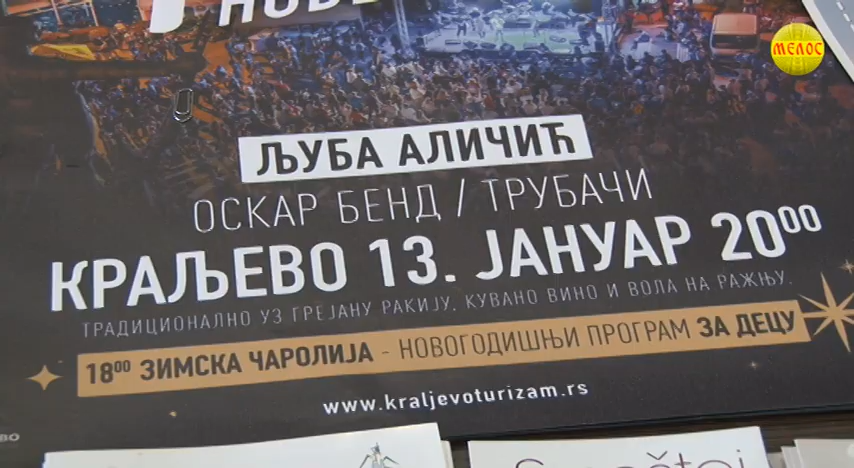 МЕЛОС
ЉУБА АЛИЧИЋ
ОСКАР БЕНД / ТРУБАЧИ
КРАЉЕВО 13. ЈАНУАР 20⁰⁰
ТРАДИЦИОНАЛНО УЗ ГРЕЈАНУ РАКИЈУ, КУВАНО ВИНО И ВОЛА НА РАЖЊУ.
18⁰⁰ ЗИМСКА ЧАРОЛИЈА - НОВОГОДИШЊИ ПРОГРАМ ЗА ДЕЦУ
www.kraljevoturizam.rs